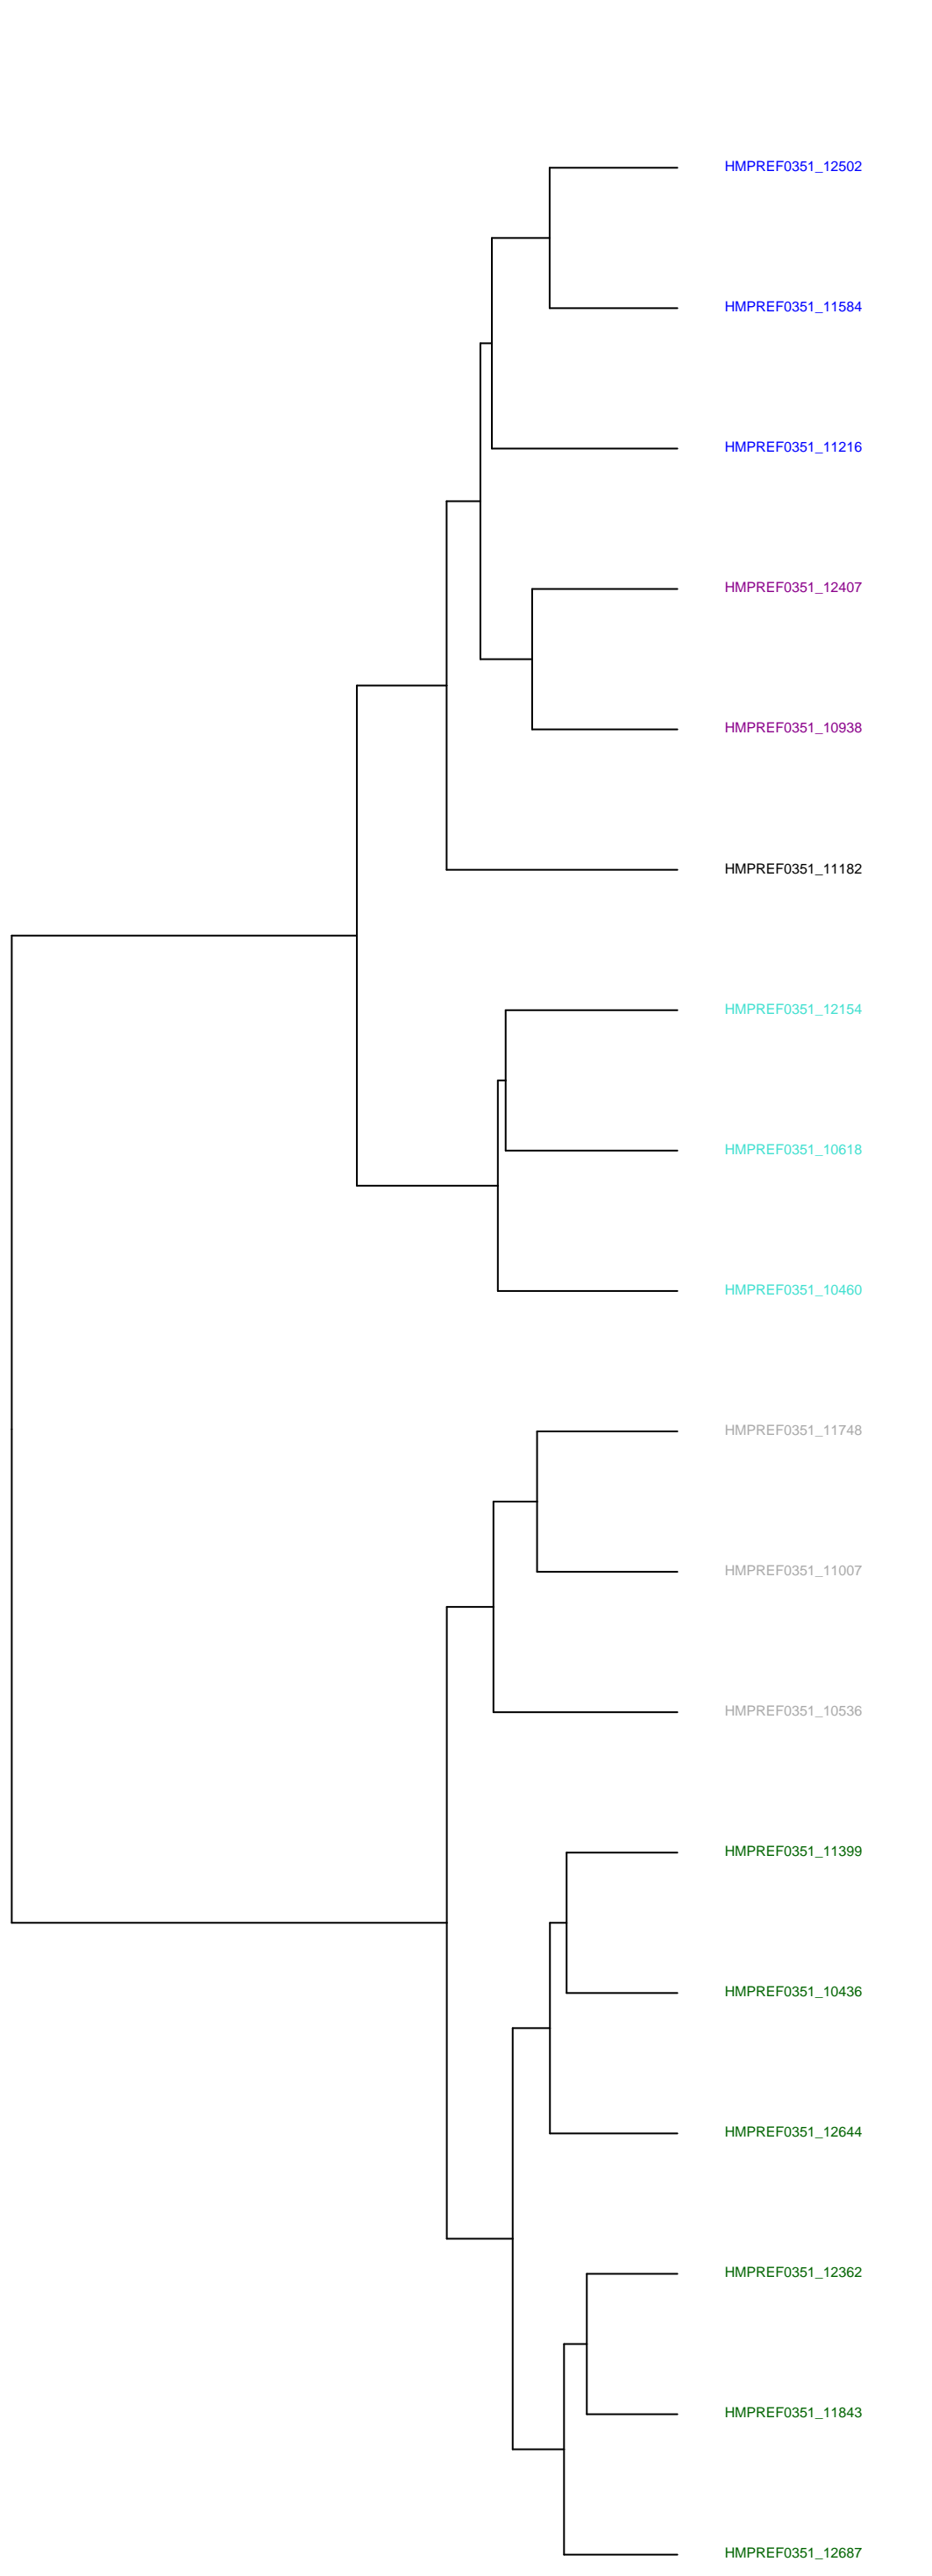 HMPREF0351_12502
HMPREF0351_11584
HMPREF0351_11216
HMPREF0351_12407
HMPREF0351_10938
HMPREF0351_11182
HMPREF0351_12154
HMPREF0351_10618
HMPREF0351_10460
HMPREF0351_11748
HMPREF0351_11007
HMPREF0351_10536
HMPREF0351_11399
HMPREF0351_10436
HMPREF0351_12644
HMPREF0351_12362
HMPREF0351_11843
HMPREF0351_12687